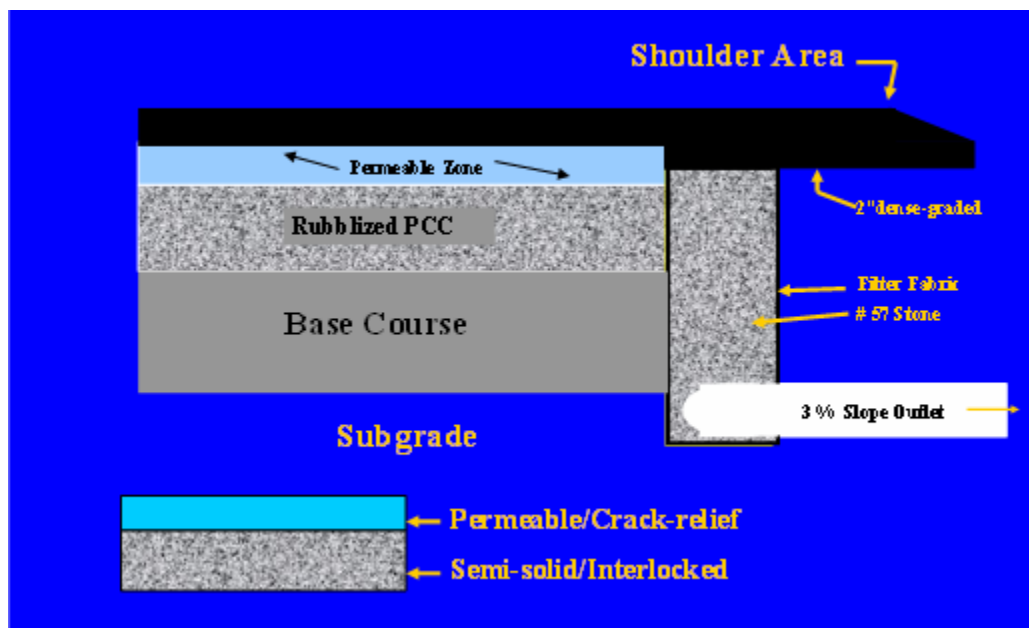 Shoulder Area
Permeable Zone
Rubblized PCC
2" dense-graded
Filter Fabric
# 57 Stone
Base Course
3 % Slope Outlet
Subgrade
Permeable/Crack-relief
Semi-solid/Interlocked